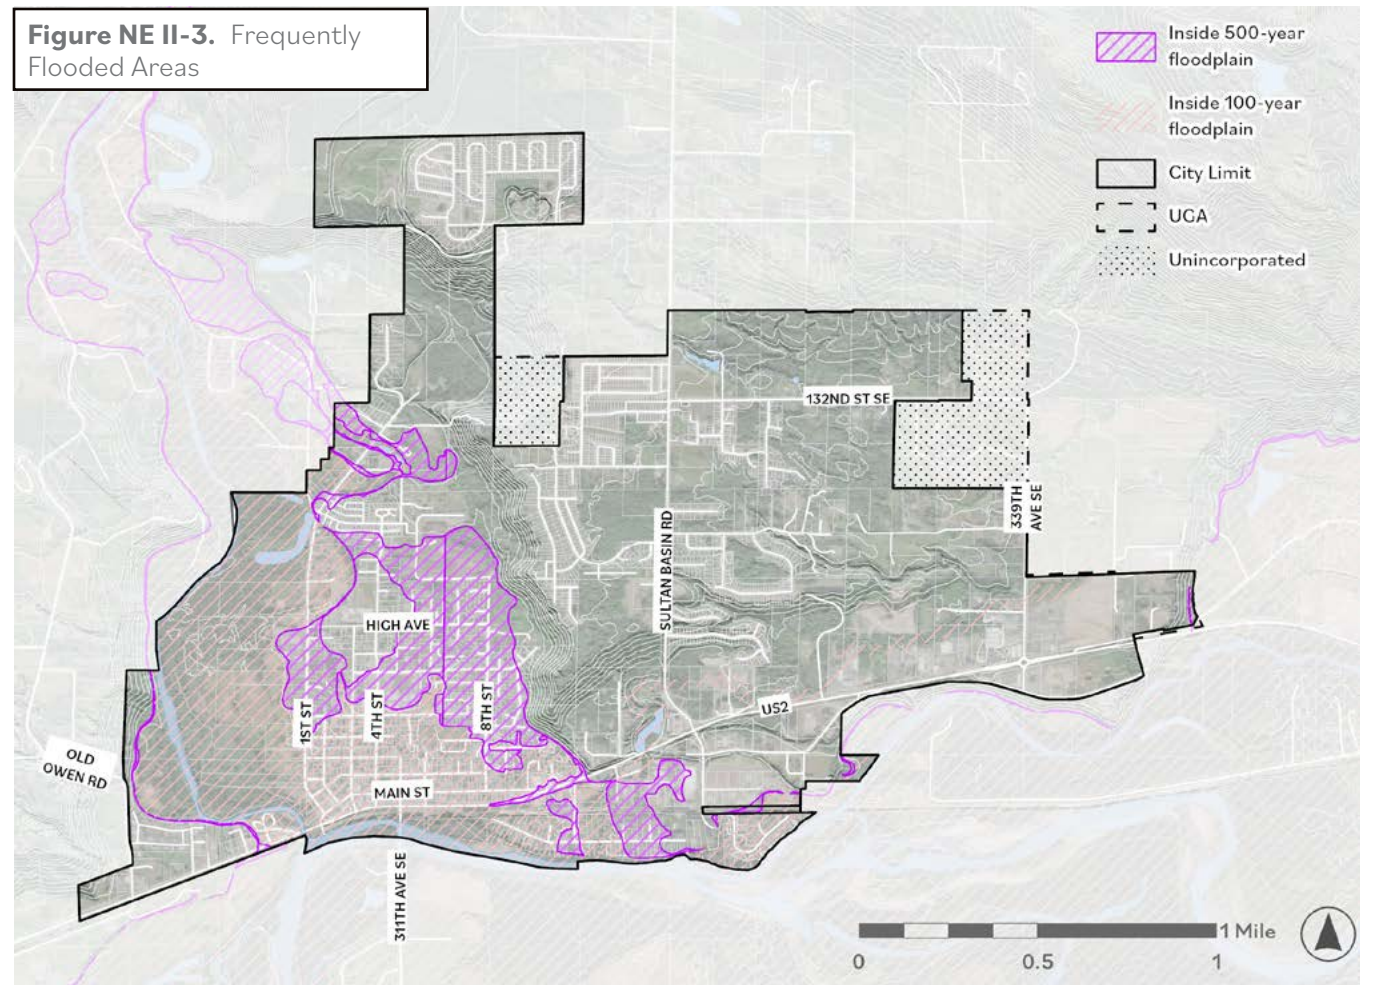 Figure NE II-3. Frequently
Flooded Areas
Inside 500-year
floodplain
Inside 100-year
floodplain
City Limit
UGA
Unincorporated
132ND ST SE
339TH
AVE SE
SULTAN BASIN RD
HIGH AVE
1ST ST
4TH ST
8TH ST
US2
OLD
OWEN RD
MAIN ST
311TH AVE SE
1 Mile
0
0.5
1